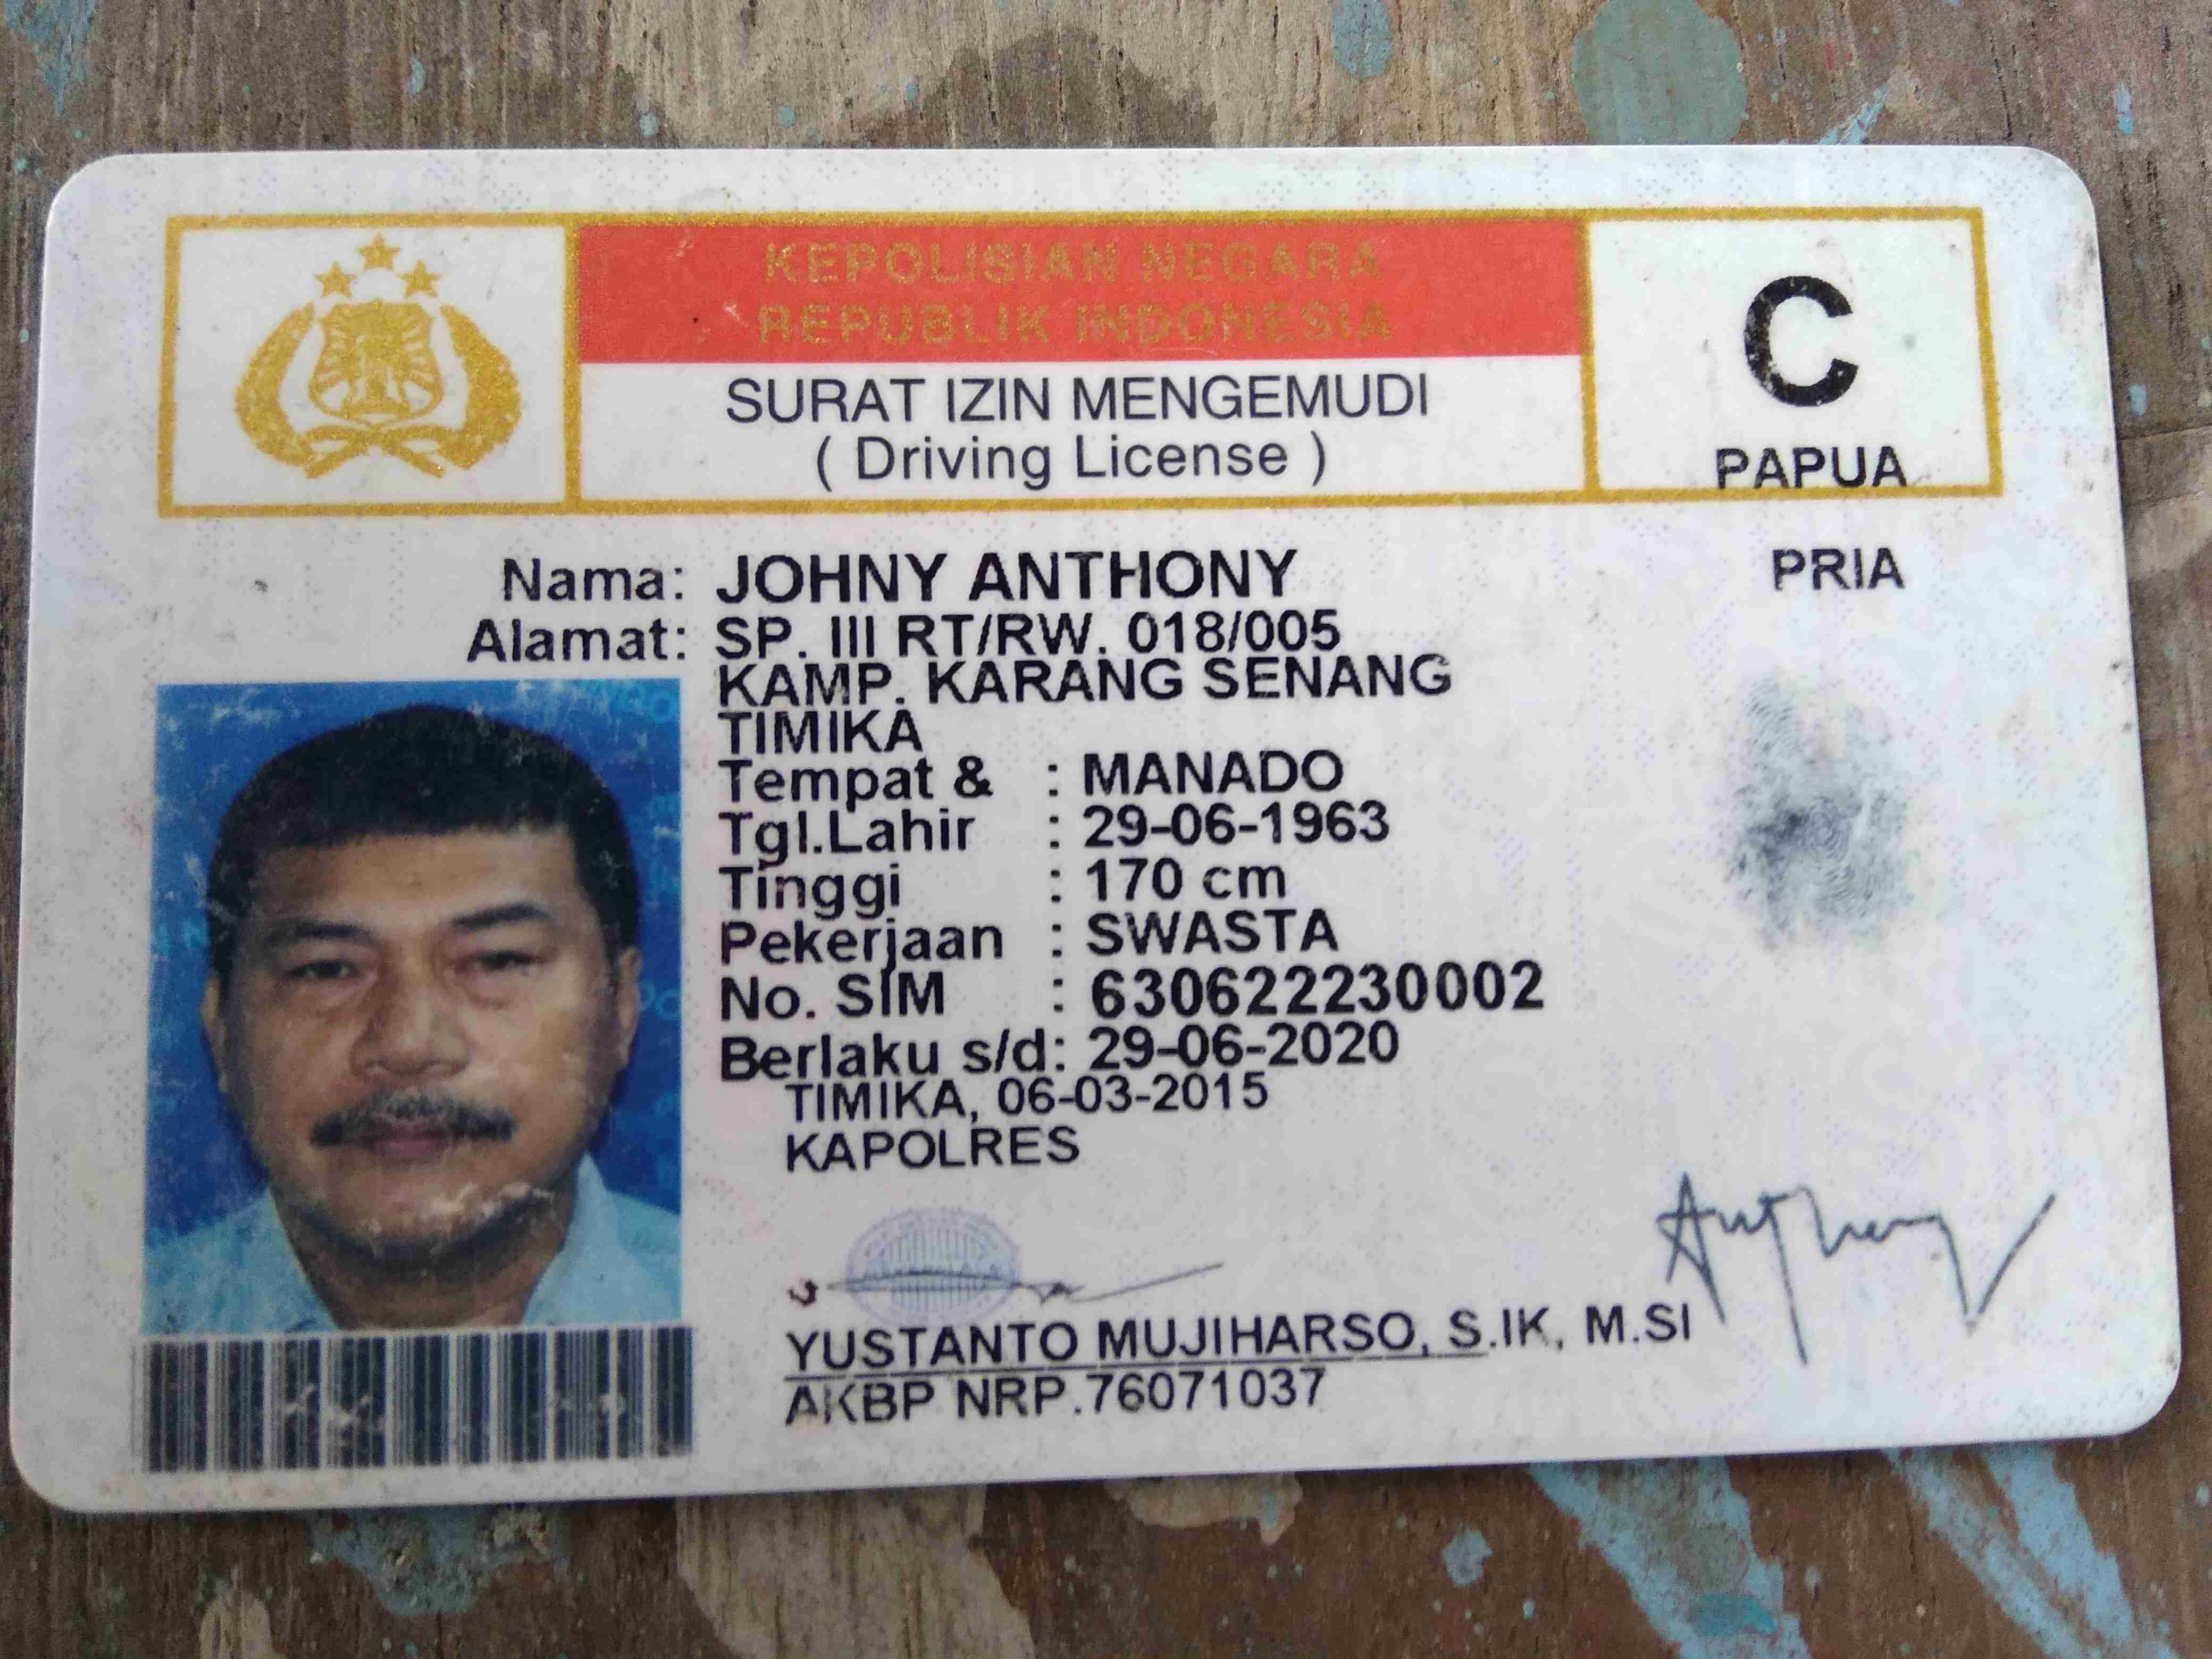 KEPOLISIAN NEGARA
REPUBLIK INDONESIA
SURAT IZIN MENGEMUDI
( Driving License )
C
PAPUA
Nama: JOHNY ANTHONY
PRIA
Alamat: SP. III RT/RW. 018/005
KAMP. KARANG SENANG
TIMIKA
Tempat & : MANADO
Tgl.Lahir : 29-06-1963
Tinggi : 170 cm
Pekerjaan : SWASTA
No. SIM : 630622230002
Berlaku s/d: 29-06-2020
TIMIKA, 06-03-2015
KAPOLRES
Anthony
YUSTANTO MUJIHARSO, S.IK, M.SI
AKBP NRP.76071037